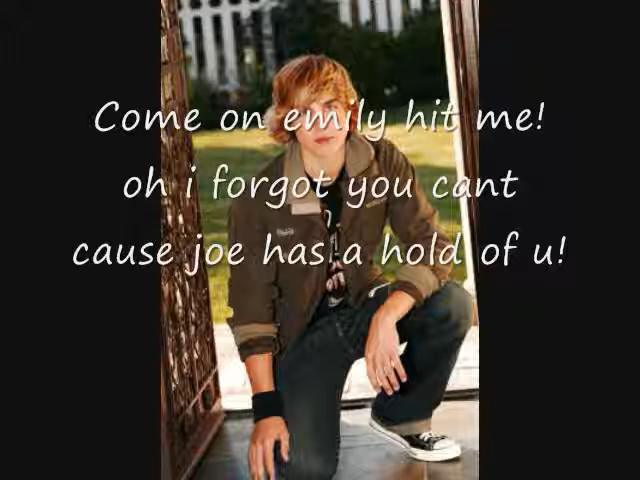 Come on emily hit me!
oh i forgot you cant
cause joe has a hold of u!